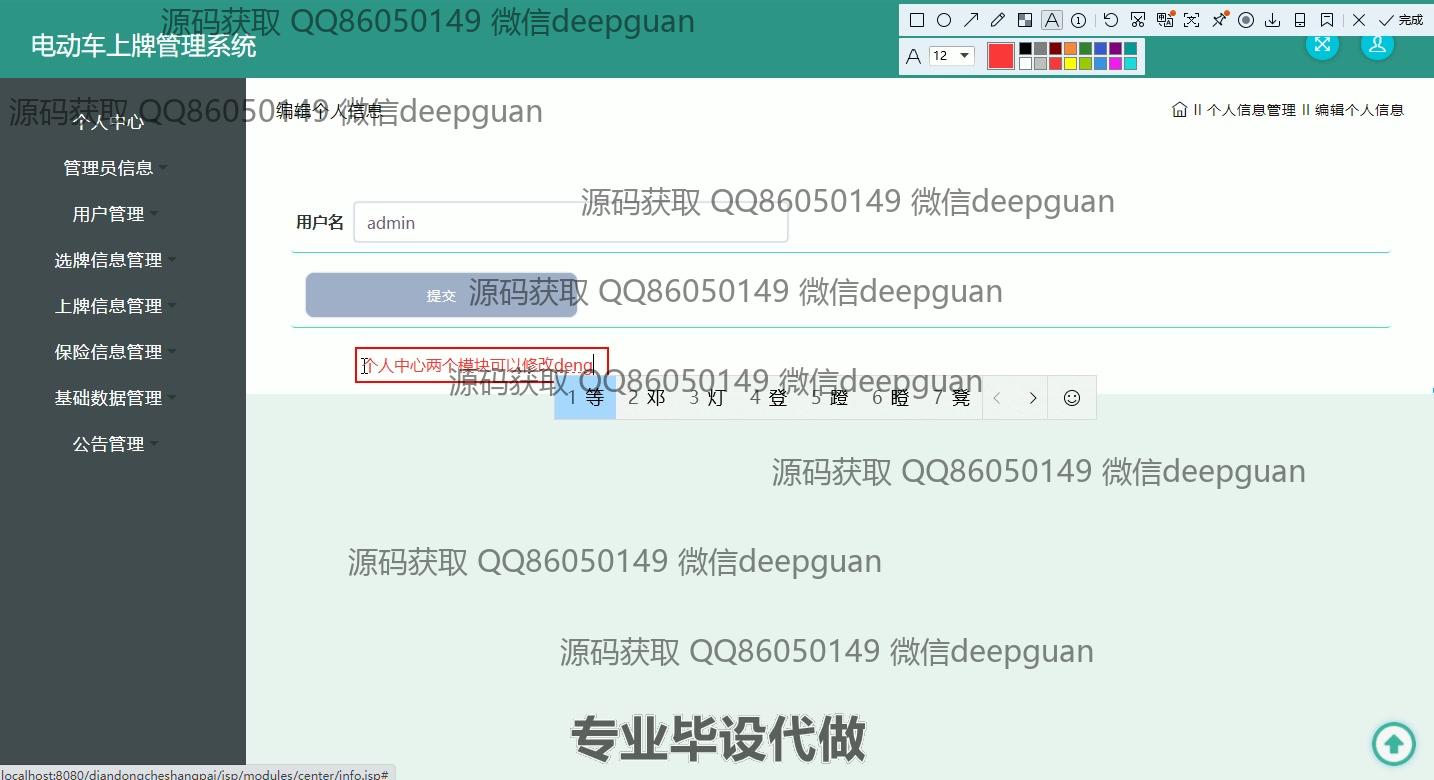 源码获取 QQ86050149 微信deepguan
12
完成
电动车上牌管理系统
源码获取 QQ86050149 微信deepguan
个人中心
编辑个人信息
|| 个人信息管理 || 编辑个人信息
管理员信息
用户管理
选牌信息管理
上牌信息管理
保险信息管理
基础数据管理
公告管理
源码获取 QQ86050149 微信deepguan
用户名 admin
提交
源码获取 QQ86050149 微信deepguan
个人中心两个模块可以修改deng
源码获取 QQ86050149 微信deepguan
1 等 2 邓 3 灯 4 登 5 蹬 6 瞪 7 凳
源码获取 QQ86050149 微信deepguan
源码获取 QQ86050149 微信deepguan
源码获取 QQ86050149 微信deepguan
专业毕设代做
localhost:8080/diandongcheshangpai/jsp/modules/center/info.jsp#